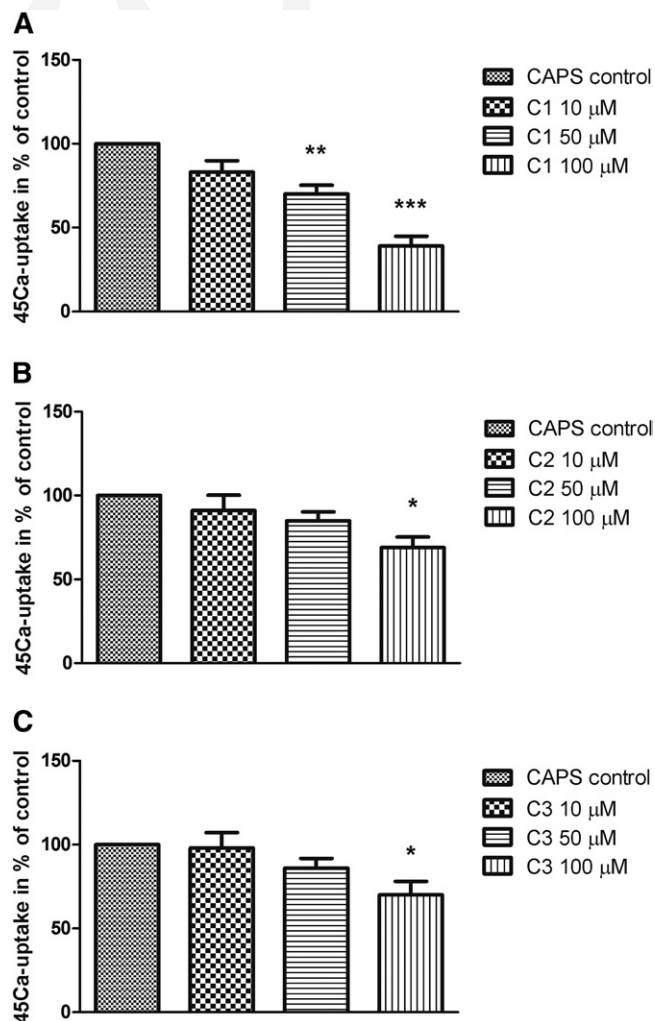 A
45Ca-uptake in % of control
150
100
50
0
**
***
CAPS control
C1 10 µM
C1 50 µM
C1 100 µM
B
45Ca-uptake in % of control
150
100
50
0
*
CAPS control
C2 10 µM
C2 50 µM
C2 100 µM
C
45Ca-uptake in % of control
150
100
50
0
*
CAPS control
C3 10 µM
C3 50 µM
C3 100 µM